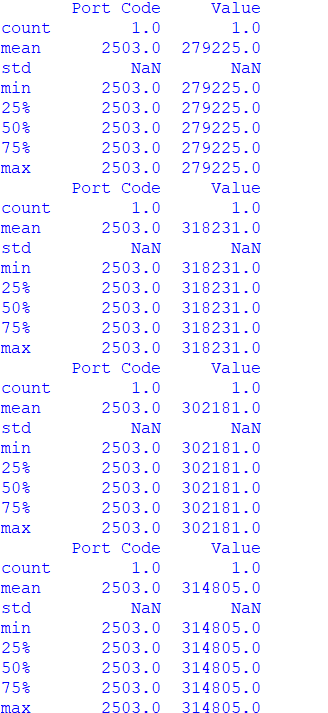 Port Code     Value
count        1.0       1.0
mean      2503.0  279225.0
std          NaN       NaN
min       2503.0  279225.0
25%       2503.0  279225.0
50%       2503.0  279225.0
75%       2503.0  279225.0
max       2503.0  279225.0
       Port Code     Value
count        1.0       1.0
mean      2503.0  318231.0
std          NaN       NaN
min       2503.0  318231.0
25%       2503.0  318231.0
50%       2503.0  318231.0
75%       2503.0  318231.0
max       2503.0  318231.0
       Port Code     Value
count        1.0       1.0
mean      2503.0  302181.0
std          NaN       NaN
min       2503.0  302181.0
25%       2503.0  302181.0
50%       2503.0  302181.0
75%       2503.0  302181.0
max       2503.0  302181.0
       Port Code     Value
count        1.0       1.0
mean      2503.0  314805.0
std          NaN       NaN
min       2503.0  314805.0
25%       2503.0  314805.0
50%       2503.0  314805.0
75%       2503.0  314805.0
max       2503.0  314805.0